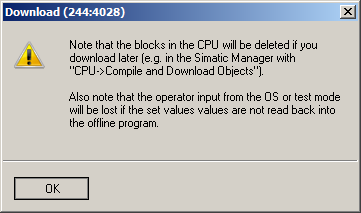 Download (244:4028)
Note that the blocks in the CPU will be deleted if you
download later (e.g. in the Simatic Manager with
"CPU->Compile and Download Objects").
Also note that the operator input from the OS or test mode
will be lost if the set values values are not read back into
the offline program.
OK